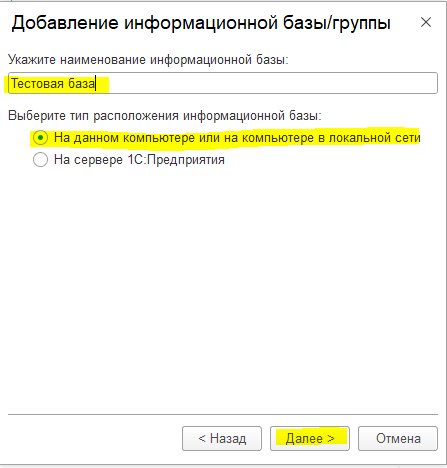 Добавление информационной базы/группы
Укажите наименование информационной базы:
Тестовая база
Выберите тип расположения информационной базы:
На данном компьютере или на компьютере в локальной сети
На сервере 1С:Предприятия
< Назад
Далее >
Отмена